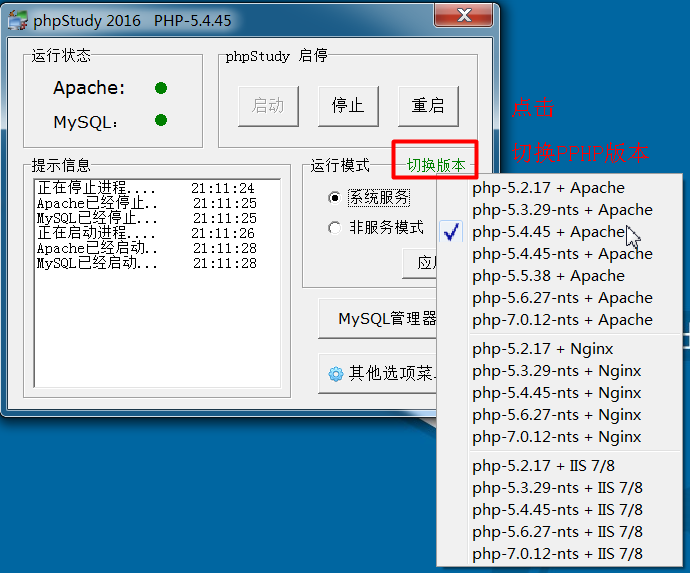 phpStudy 2016 PHP-5.4.45
运行状态
Apache:
MySQL:
phpStudy 启停
启动
停止
重启
点击
切换PHP版本
提示信息
正在停止进程.... 21:11:24
Apache已经停止.. 21:11:25
MySQL已经停止... 21:11:25
正在启动进程.... 21:11:26
Apache已经启动.. 21:11:28
MySQL已经启动... 21:11:28
运行模式
切换版本
系统服务
非服务模式
MySQL管理器
其他选项菜
php-5.2.17 + Apache
php-5.3.29-nts + Apache
php-5.4.45 + Apache
php-5.4.45-nts + Apache
php-5.5.38 + Apache
php-5.6.27-nts + Apache
php-7.0.12-nts + Apache
php-5.2.17 + Nginx
php-5.3.29-nts + Nginx
php-5.4.45-nts + Nginx
php-5.6.27-nts + Nginx
php-7.0.12-nts + Nginx
php-5.2.17 + IIS 7/8
php-5.3.29-nts + IIS 7/8
php-5.4.45-nts + IIS 7/8
php-5.6.27-nts + IIS 7/8
php-7.0.12-nts + IIS 7/8